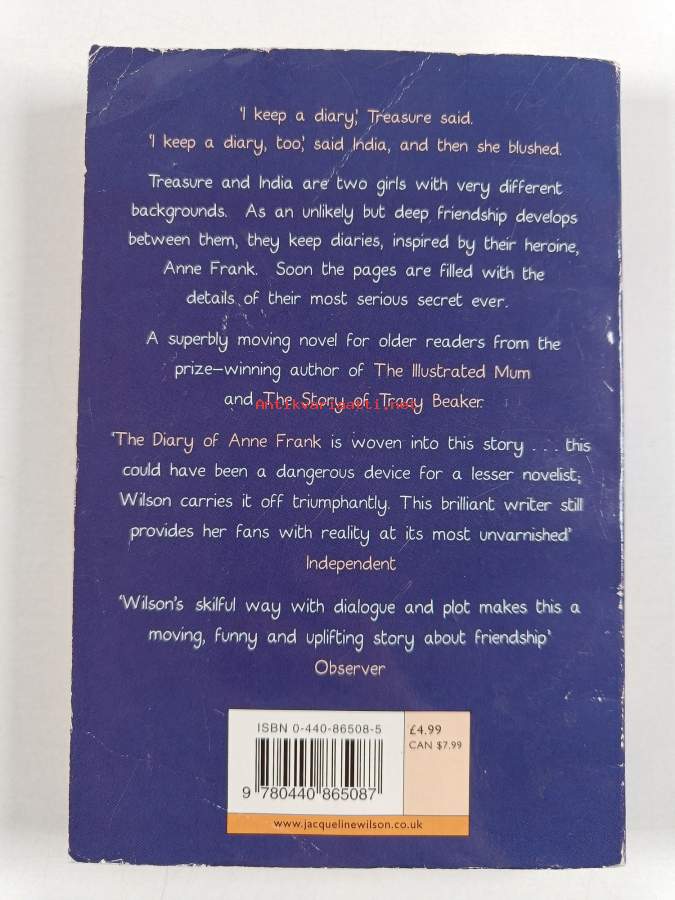 'I keep a diary,' Treasure said.
'I keep a diary, too,' said India, and then she blushed.
Treasure and India are two girls with very different
backgrounds. As an unlikely but deep friendship develops
between them, they keep diaries, inspired by their heroine,
Anne Frank. Soon the pages are filled with the
details of their most serious secret ever.
A superbly moving novel for older readers from the
prize-winning author of The Illustrated Mum
and The Story of Tracy Beaker.
Antikvariaatti.net
'The Diary of Anne Frank is woven into this story . . . this
could have been a dangerous device for a lesser novelist;
Wilson carries it off triumphantly. This brilliant writer still
provides her fans with reality at its most unvarnished'
Independent
'Wilson's skilful way with dialogue and plot makes this a
moving, funny and uplifting story about friendship'
Observer
ISBN 0-440-86508-5
£4.99
CAN $7.99
9 780440 865087
www.jacquelinewilson.co.uk